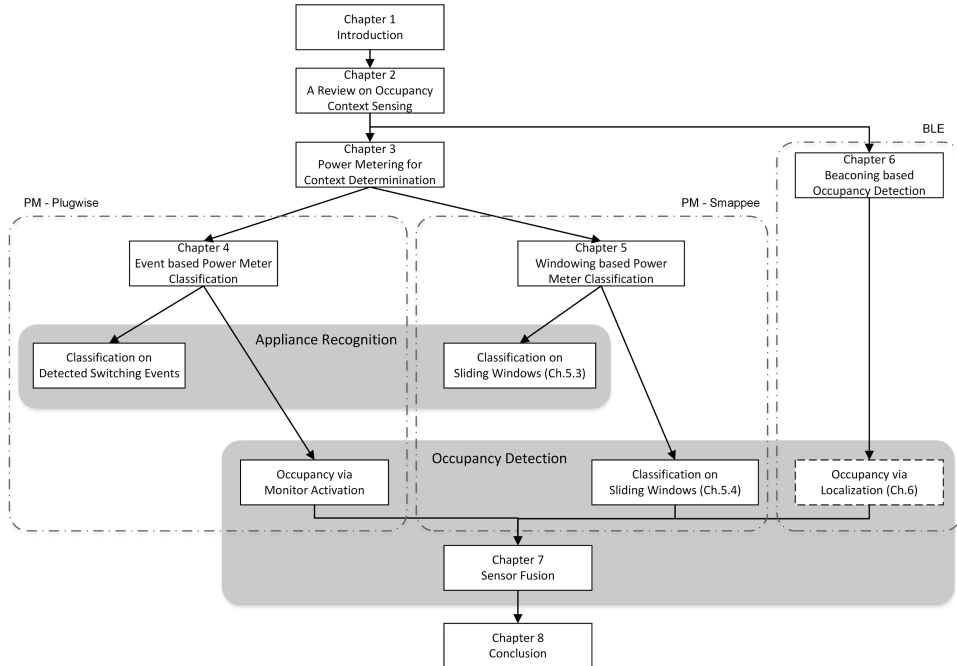 Chapter 1
Introduction
Chapter 2
A Review on Occupancy
Context Sensing
BLE
Chapter 3
Power Metering for
Context Determinination
Chapter 6
Beaconing based
Occupancy Detection
PM - Plugwise
PM - Smappee
Chapter 4
Event based Power Meter
Classification
Chapter 5
Windowing based Power
Meter Classification
Appliance Recognition
Classification on
Detected Switching Events
Classification on
Sliding Windows (Ch.5.3)
Occupancy Detection
Occupancy via
Monitor Activation
Classification on
Sliding Windows (Ch.5.4)
Occupancy via
Localization (Ch.6)
Chapter 7
Sensor Fusion
Chapter 8
Conclusion